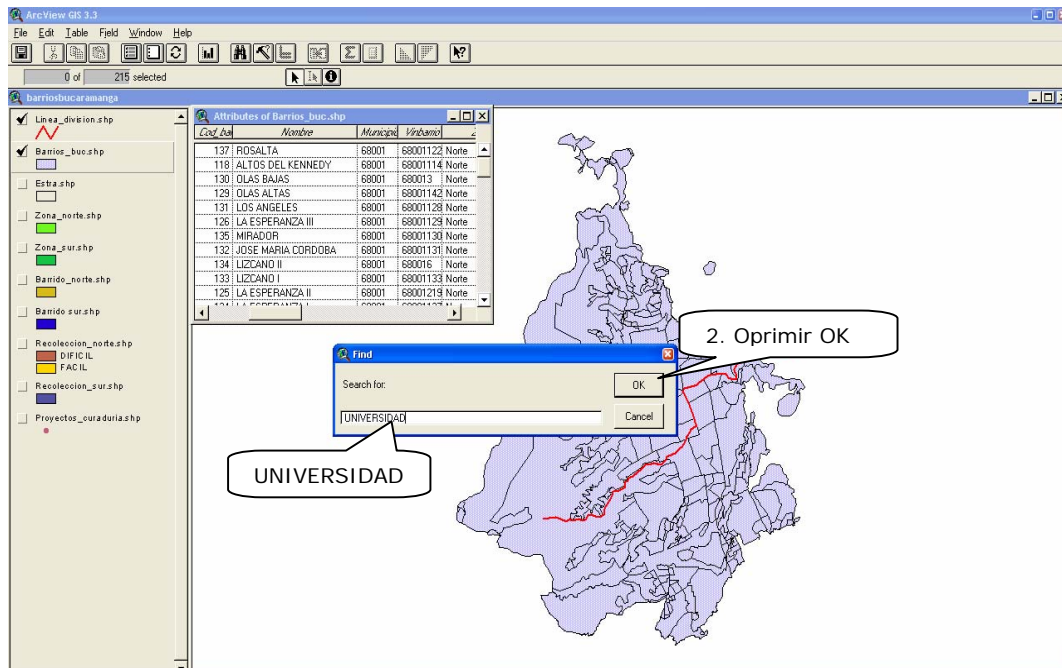 ArcView GIS 3.3
File Edit Table Field Window Help
0 of 215 selected
barriosbucaramanga
Linea_division.shp
Barrios_buc.shp
Estra.shp
Zona_norte.shp
Zona_sur.shp
Barrido_norte.shp
Barrido sur.shp
Recoleccion_norte.shp
DIFICIL
FACIL
Recoleccion_sur.shp
Proyectos_curaduria.shp
Attributes of Barrios_buc.shp
Cod_bar Nombre Municipio Vinbarrio
137 ROSALTA 68001 68001122 Norte
118 ALTOS DEL KENNEDY 68001 68001114 Norte
130 OLAS BAJAS 68001 680013 Norte
129 OLAS ALTAS 68001 68001142 Norte
131 LOS ANGELES 68001 68001128 Norte
126 LA ESPERANZA III 68001 68001129 Norte
135 MIRADOR 68001 68001130 Norte
132 JOSE MARIA CORDOBA 68001 68001131 Norte
134 LIZCANO II 68001 680016 Norte
133 LIZCANO I 68001 68001133 Norte
125 LA ESPERANZA II 68001 68001219 Norte
Find
Search for:
OK
UNIVERSIDAD
Cancel
2. Oprimir OK
UNIVERSIDAD